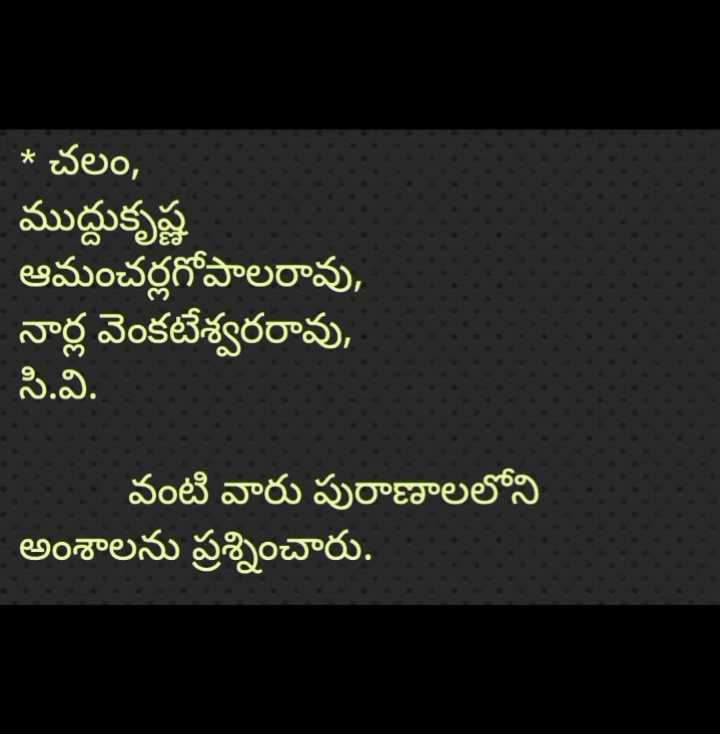 * చలం,
ముద్దుకృష్ణ
ఆమంచర్లగోపాలరావు,
నార్ల వెంకటేశ్వరరావు,
సి.వి.
వంటి వారు పురాణాలలోని
అంశాలను ప్రశ్నించారు.